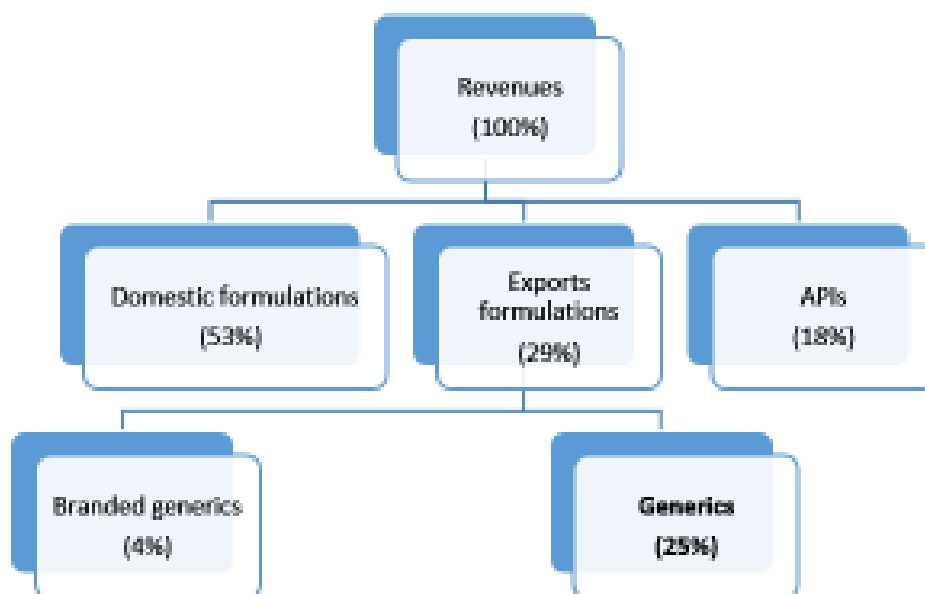 Revenues
(100%)
Domestic formulations
(53%)
Exports
formulations
(29%)
APIs
(18%)
Branded generics
(4%)
Generics
(25%)